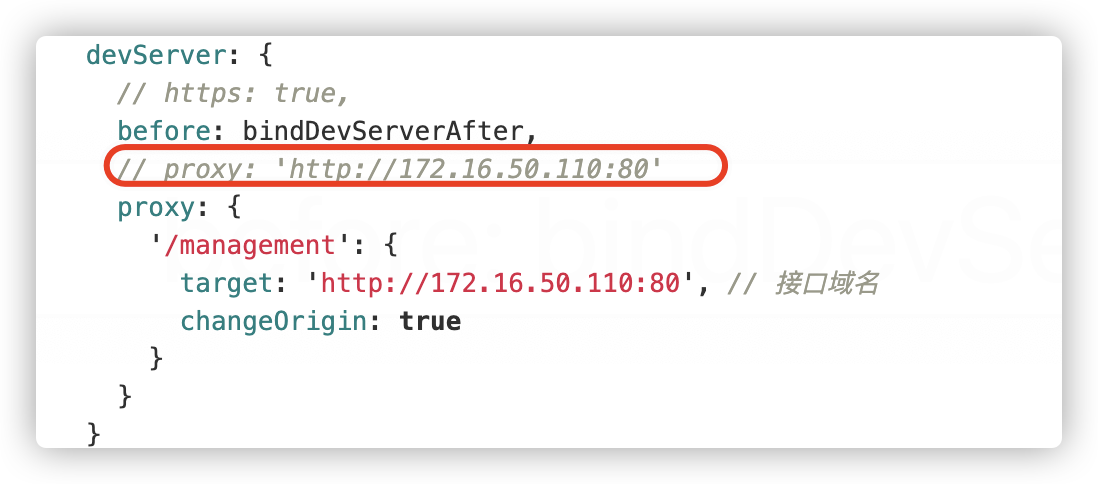 devServer: {
// https: true,
before: bindDevServerAfter,
// proxy: 'http://172.16.50.110:80'
proxy: {
'/management': {
target: 'http://172.16.50.110:80', // 接口域名
changeOrigin: true
}
}
}